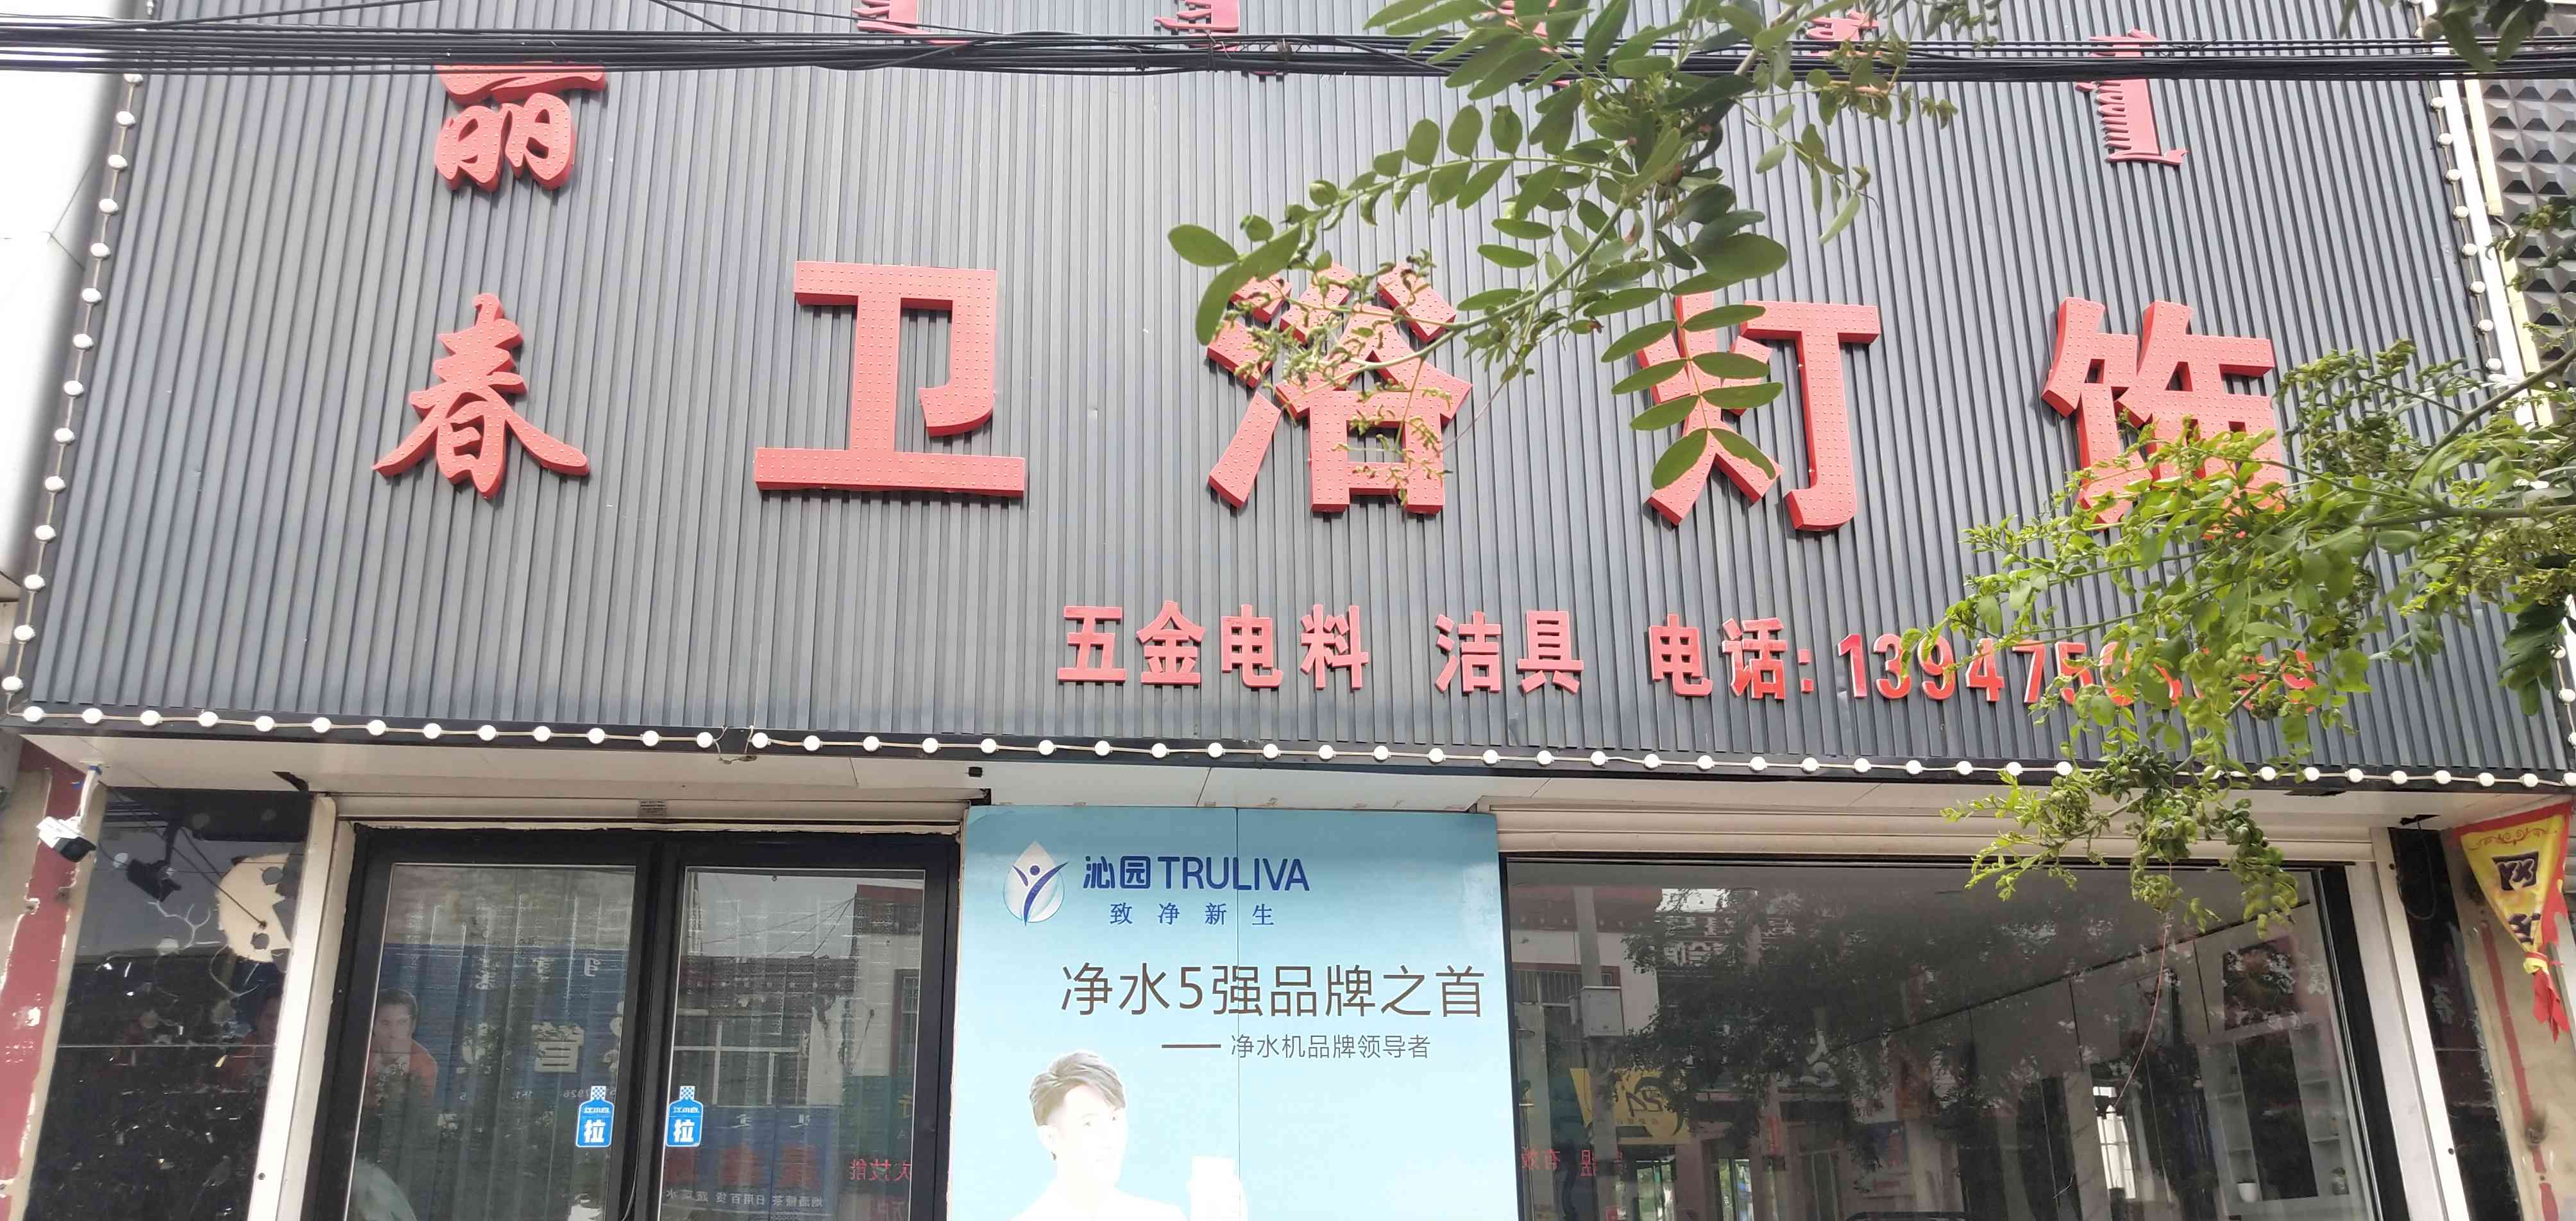 丽
春
卫浴灯饰
五金电料 洁具 电话:1394750
沁园TRULIVA
致净新生
净水5强品牌之首
——净水机品牌领导者
拉
拉